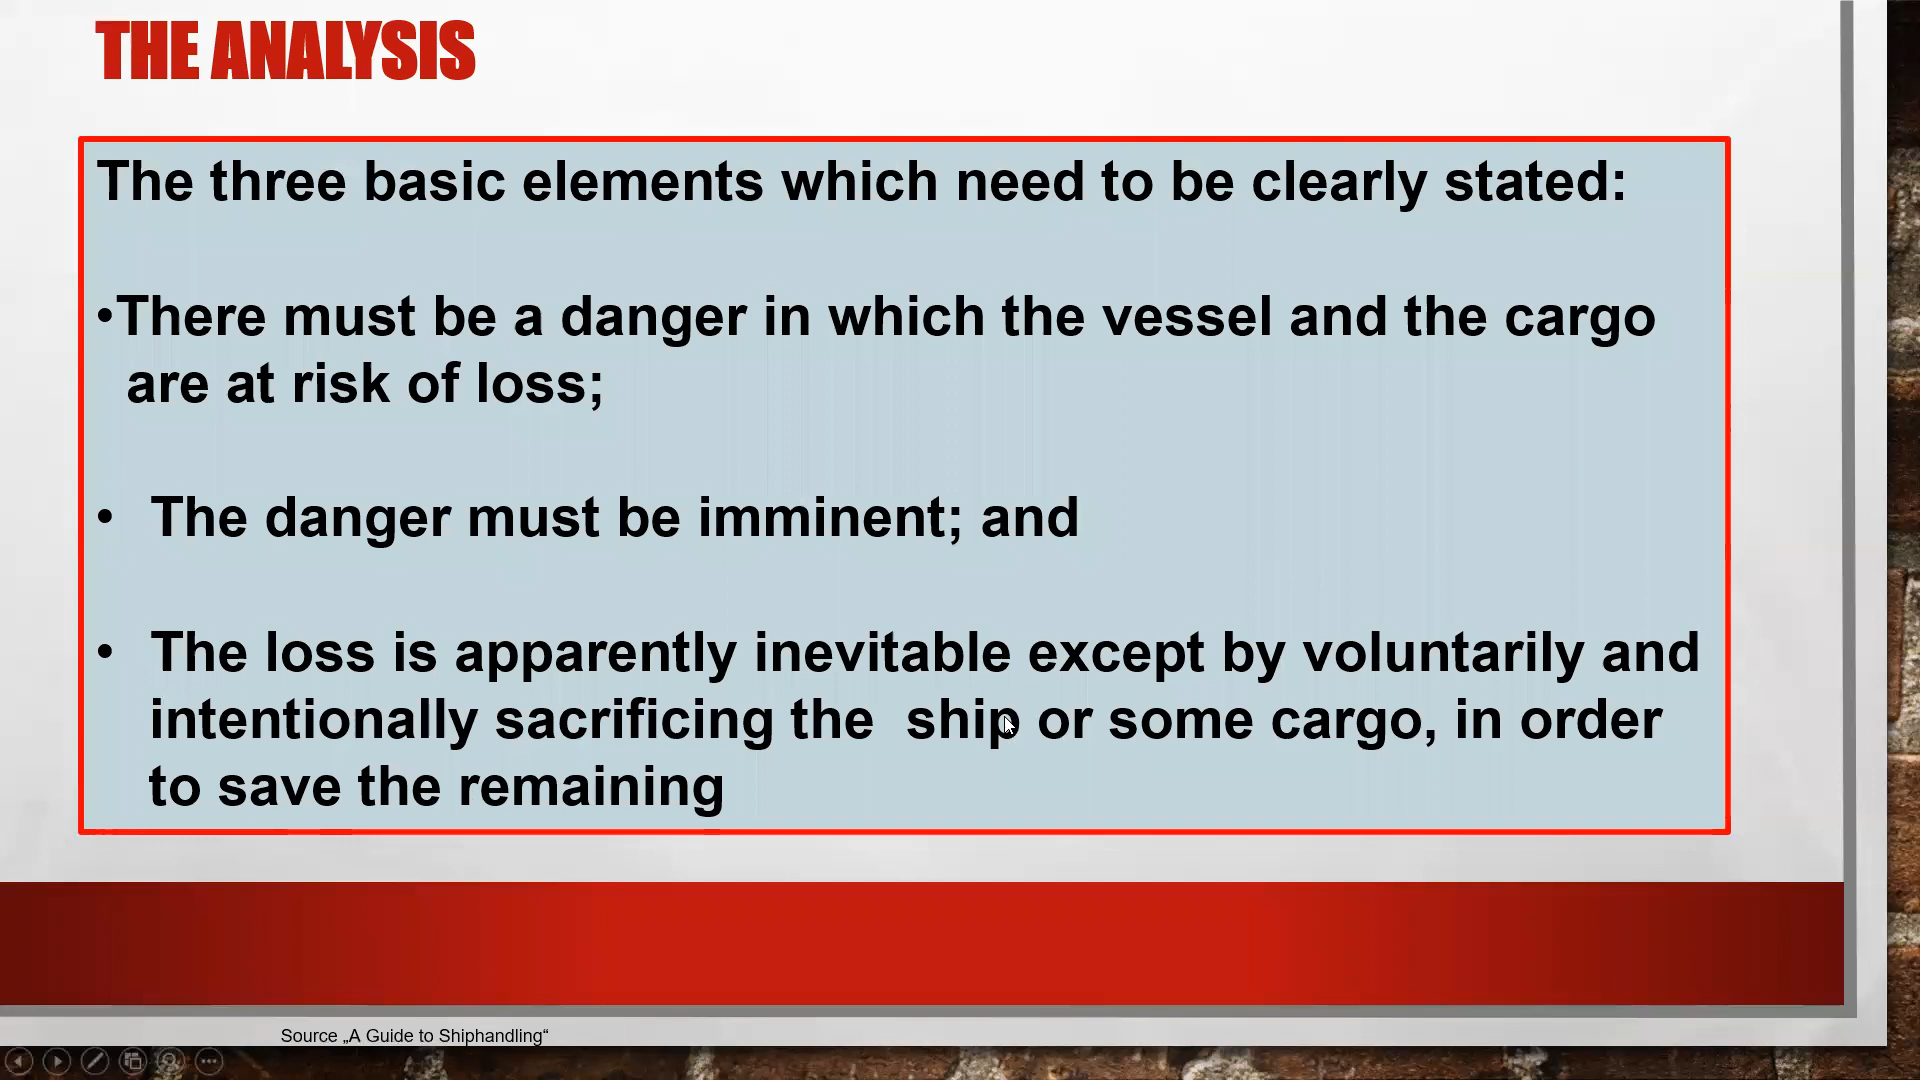 THE ANALYSIS
The three basic elements which need to be clearly stated:
•There must be a danger in which the vessel and the cargo
are at risk of loss;
• The danger must be imminent; and
• The loss is apparently inevitable except by voluntarily and
intentionally sacrificing the ship or some cargo, in order
to save the remaining
Source „A Guide to Shiphandling“